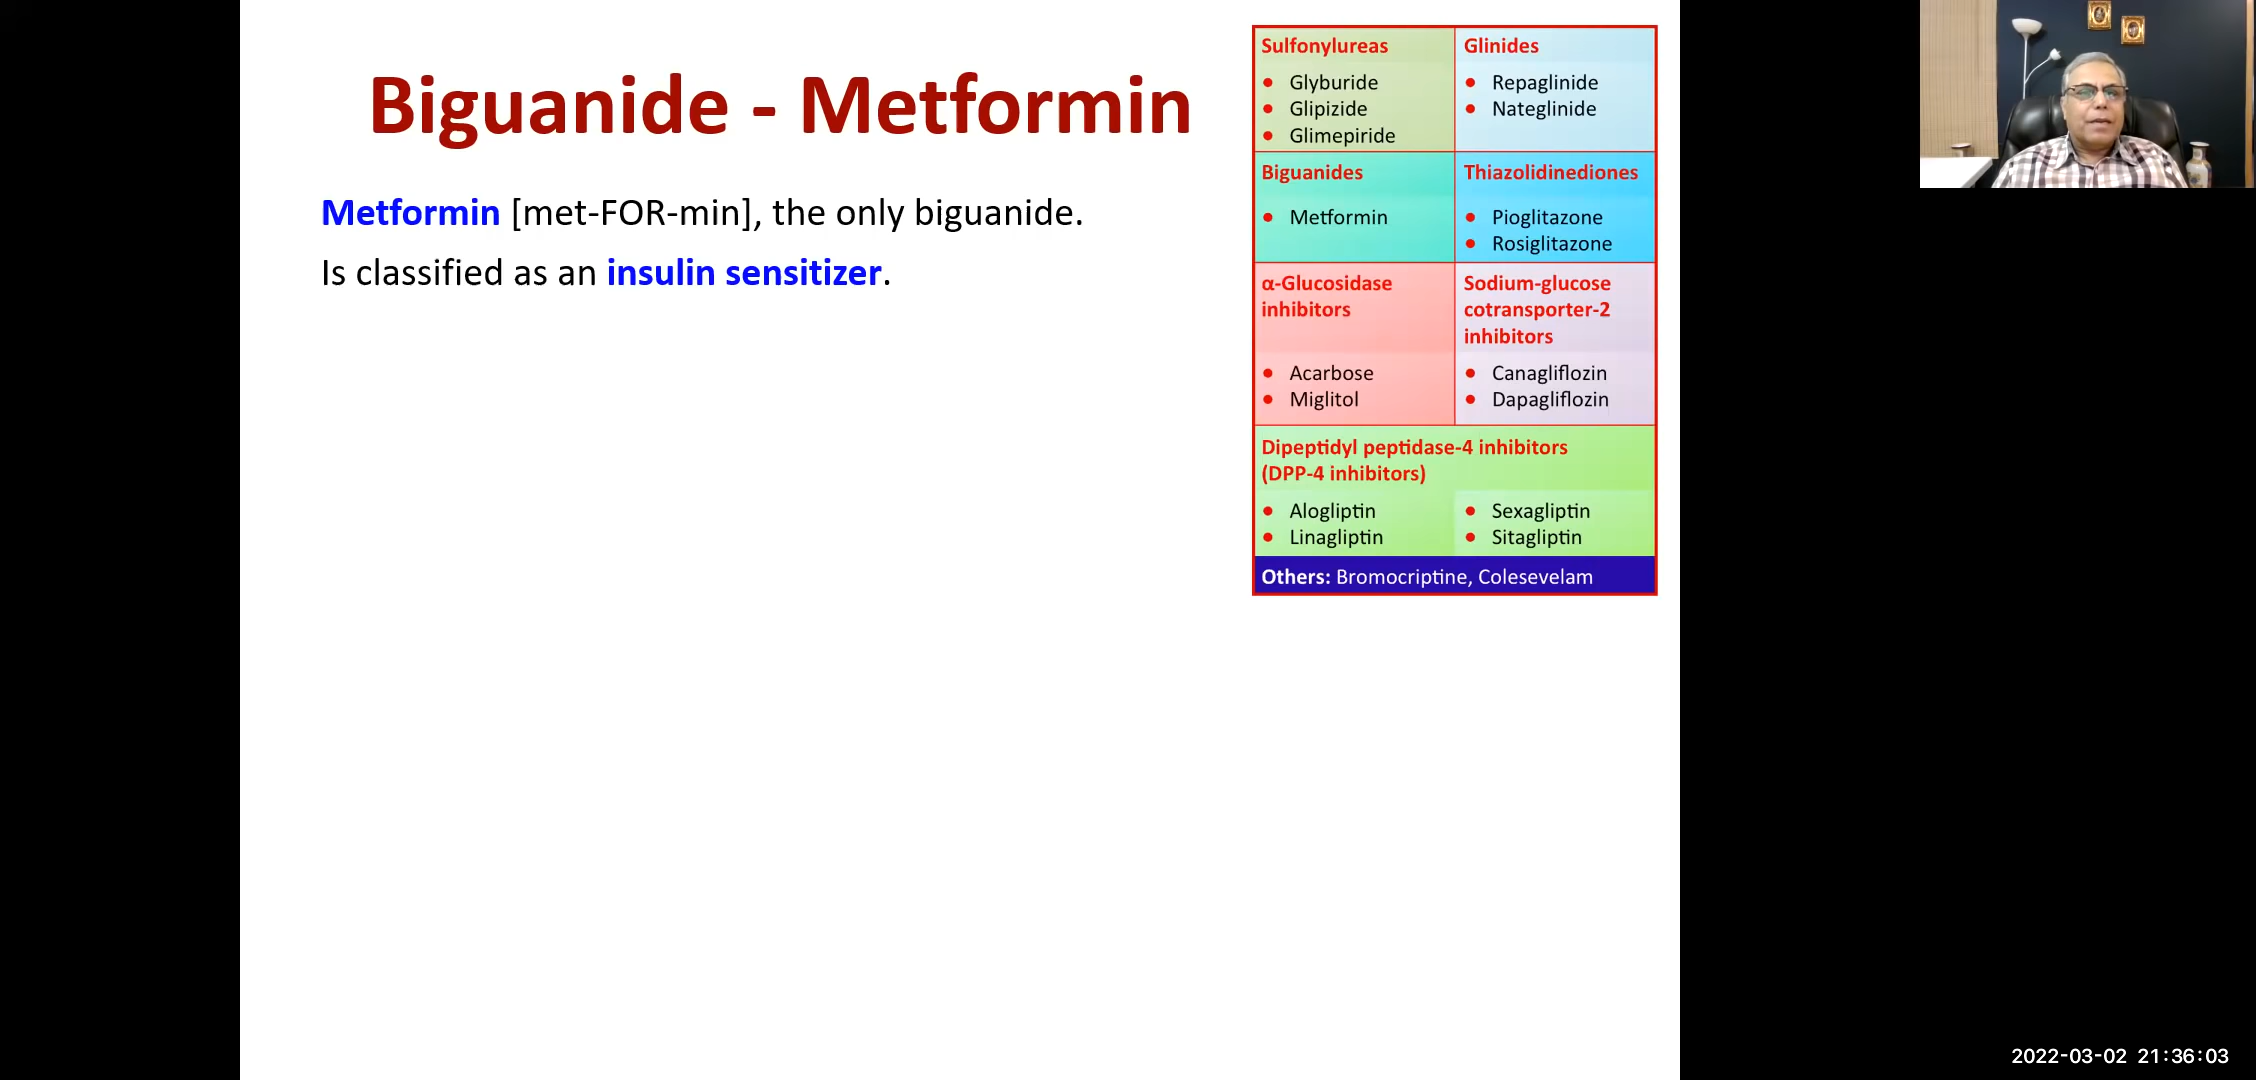 Biguanide - Metformin
Metformin [met-FOR-min], the only biguanide.
Is classified as an insulin sensitizer.
Sulfonylureas
• Glyburide
• Glipizide
• Glimepiride
Glinides
• Repaglinide
• Nateglinide
Biguanides
• Metformin
Thiazolidinediones
• Pioglitazone
• Rosiglitazone
α-Glucosidase
inhibitors
• Acarbose
• Miglitol
Sodium-glucose
cotransporter-2
inhibitors
• Canagliflozin
• Dapagliflozin
Dipeptidyl peptidase-4 inhibitors
(DPP-4 inhibitors)
• Alogliptin
• Linagliptin
• Sexagliptin
• Sitagliptin
Others: Bromocriptine, Colesevelam
2022-03-02 21:36:03